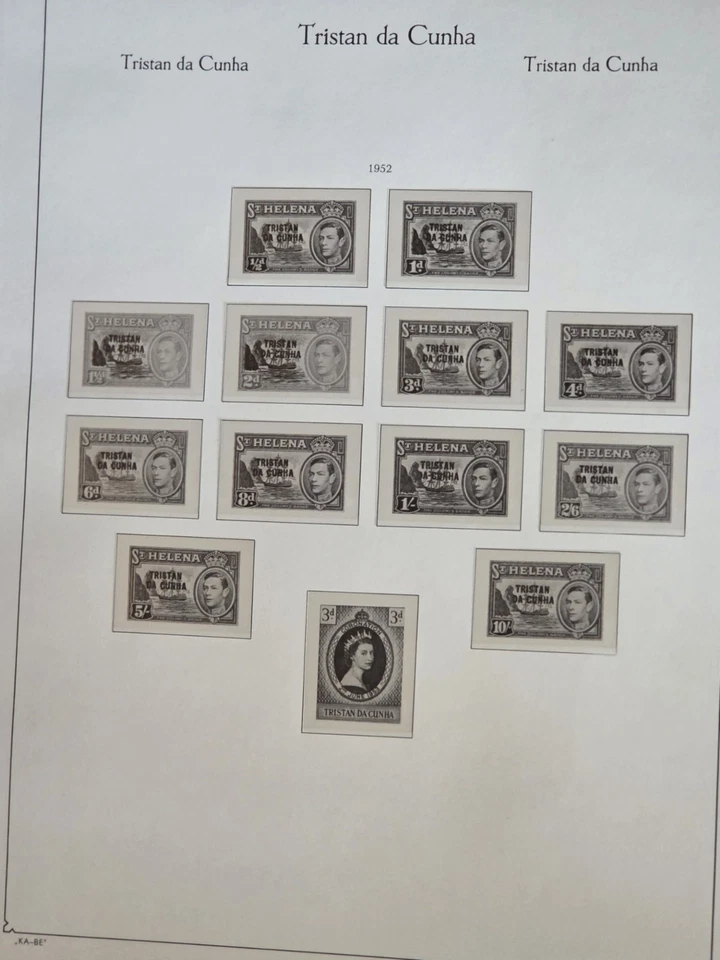 Tristan da Cunha
Tristan da Cunha
Tristan da Cunha
1952
ST HELENA
TRISTAN
DA CUNHA
1/2d
ST HELENA
TRISTAN
DA CUNHA
1d
ST HELENA
TRISTAN
DA CUNHA
1½d
ST HELENA
TRISTAN
DA CUNHA
2d
ST HELENA
TRISTAN
DA CUNHA
3d
ST HELENA
TRISTAN
DA CUNHA
4d
ST HELENA
TRISTAN
DA CUNHA
6d
ST HELENA
TRISTAN
DA CUNHA
8d
ST HELENA
TRISTAN
DA CUNHA
1/-
ST HELENA
TRISTAN
DA CUNHA
2/6
ST HELENA
TRISTAN
DA CUNHA
5/-
ST HELENA
TRISTAN
DA CUNHA
10/-
3d 3d
CORONATION
2ND JUNE 1953
TRISTAN DA CUNHA
„KA-BE"